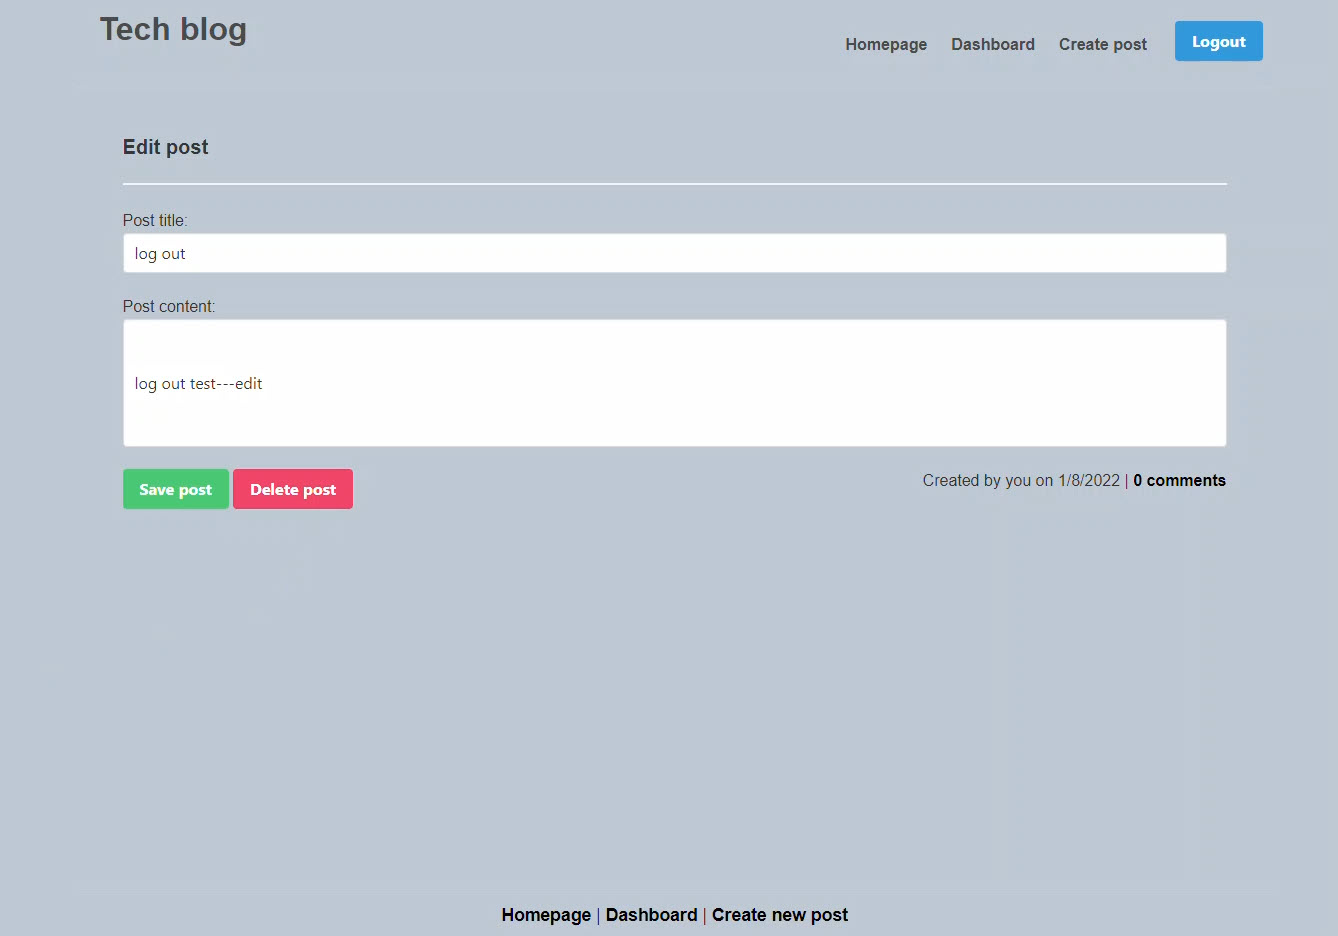 Tech blog
Homepage Dashboard Create post Logout
Edit post
Post title:
log out
Post content:
log out test---edit
Save post Delete post Created by you on 1/8/2022 | 0 comments
Homepage | Dashboard | Create new post